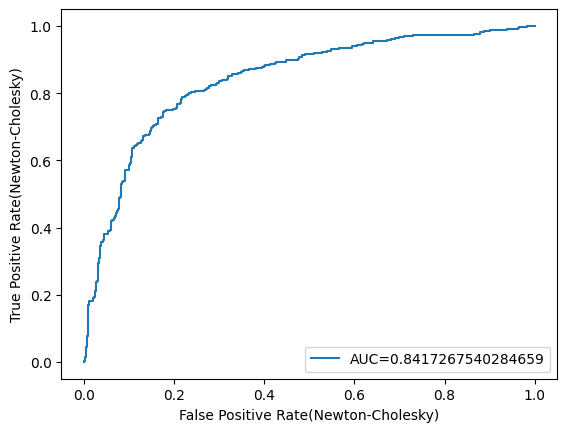 1.0
0.8
0.6
0.4
0.2
0.0
True Positive Rate(Newton-Cholesky)
AUC=0.8417267540284659
0.0 0.2 0.4 0.6 0.8 1.0
False Positive Rate(Newton-Cholesky)